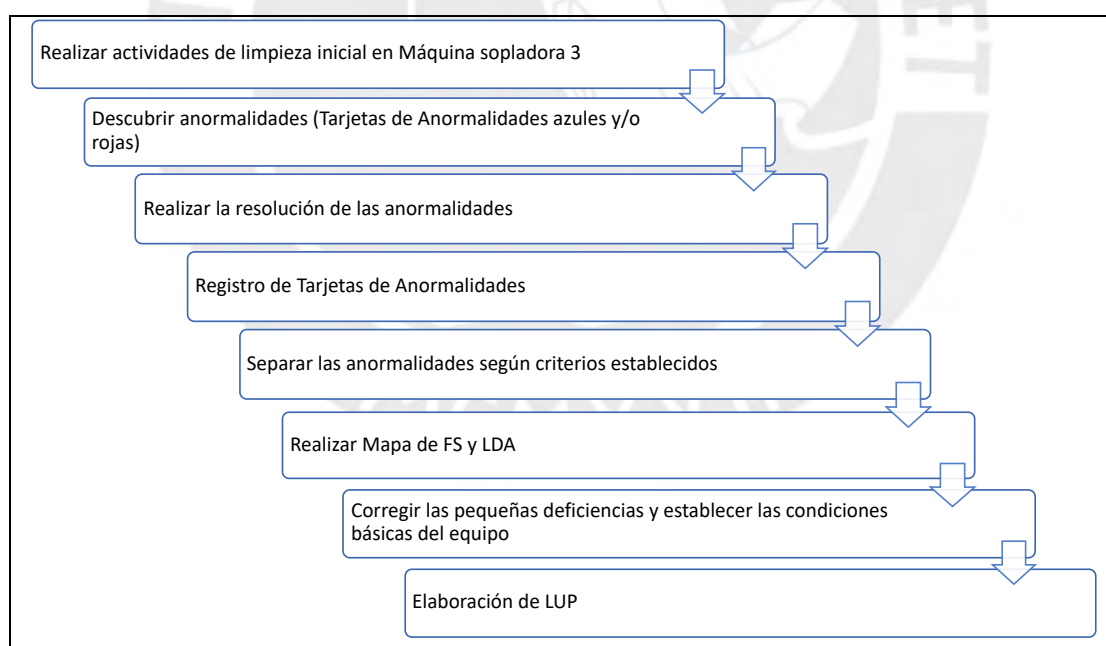 Realizar actividades de limpieza inicial en Máquina sopladora 3
Descubrir anormalidades (Tarjetas de Anormalidades azules y/o
rojas)
Realizar la resolución de las anormalidades
Registro de Tarjetas de Anormalidades
Separar las anormalidades según criterios establecidos
Realizar Mapa de FS y LDA
Corregir las pequeñas deficiencias y establecer las condiciones
básicas del equipo
Elaboración de LUP